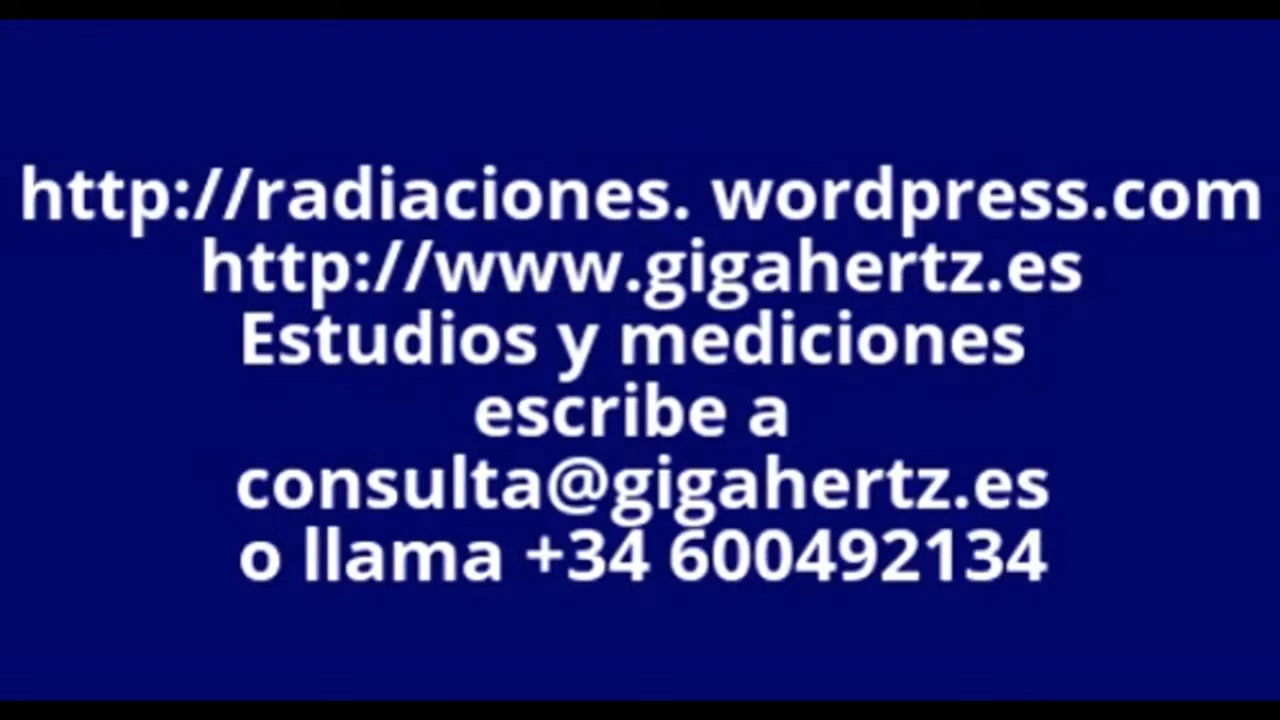 http://radiaciones. wordpress.com
http://www.gigahertz.es
Estudios y mediciones
escribe a
consulta@gigahertz.es
o llama +34 600492134